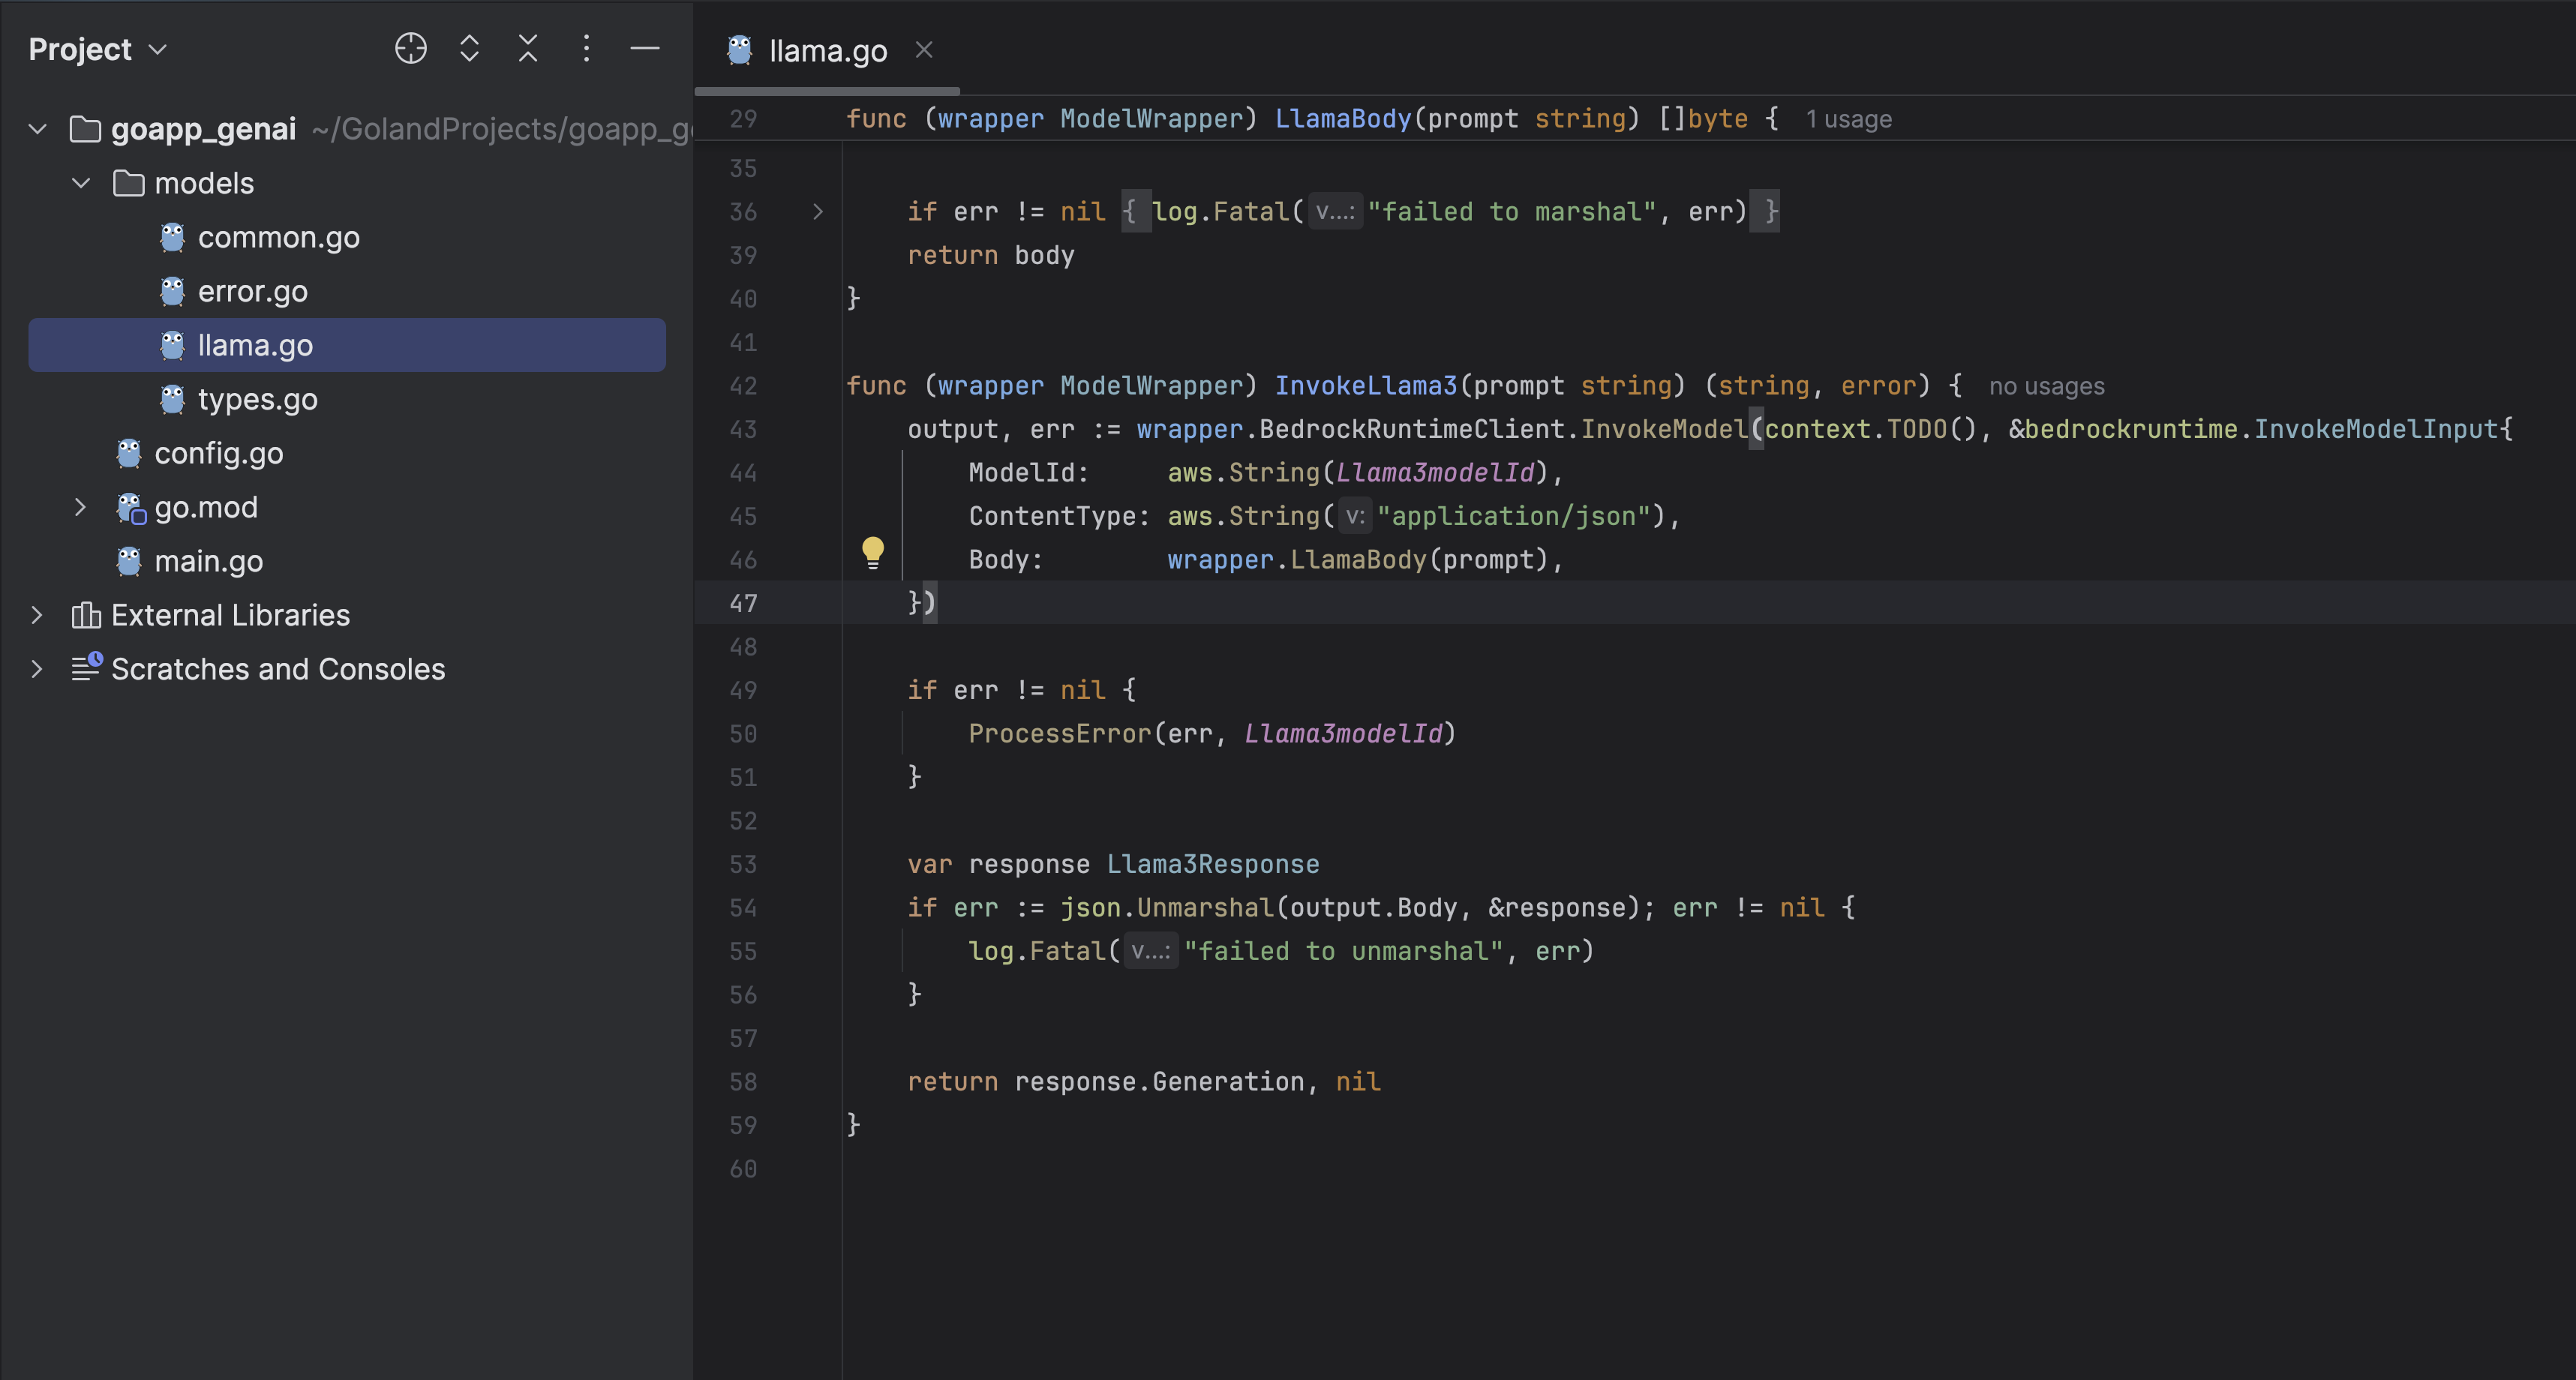 Project
goapp_genai ~/GolandProjects/goapp_g
models
common.go
error.go
llama.go
types.go
config.go
go.mod
main.go
External Libraries
Scratches and Consoles
llama.go
29 func (wrapper ModelWrapper) LlamaBody(prompt string) []byte { 1 usage
35
36 if err != nil { log.Fatal( v...: "failed to marshal", err) }
39 return body
40 }
41
42 func (wrapper ModelWrapper) InvokeLlama3(prompt string) (string, error) { no usages
43 output, err := wrapper.BedrockRuntimeClient.InvokeModel(context.TODO(), &bedrockruntime.InvokeModelInput{
44 ModelId: aws.String(Llama3modelId),
45 ContentType: aws.String( v: "application/json"),
46 Body: wrapper.LlamaBody(prompt),
47 })
48
49 if err != nil {
50 ProcessError(err, Llama3modelId)
51 }
52
53 var response Llama3Response
54 if err := json.Unmarshal(output.Body, &response); err != nil {
55 log.Fatal( v...: "failed to unmarshal", err)
56 }
57
58 return response.Generation, nil
59 }
60